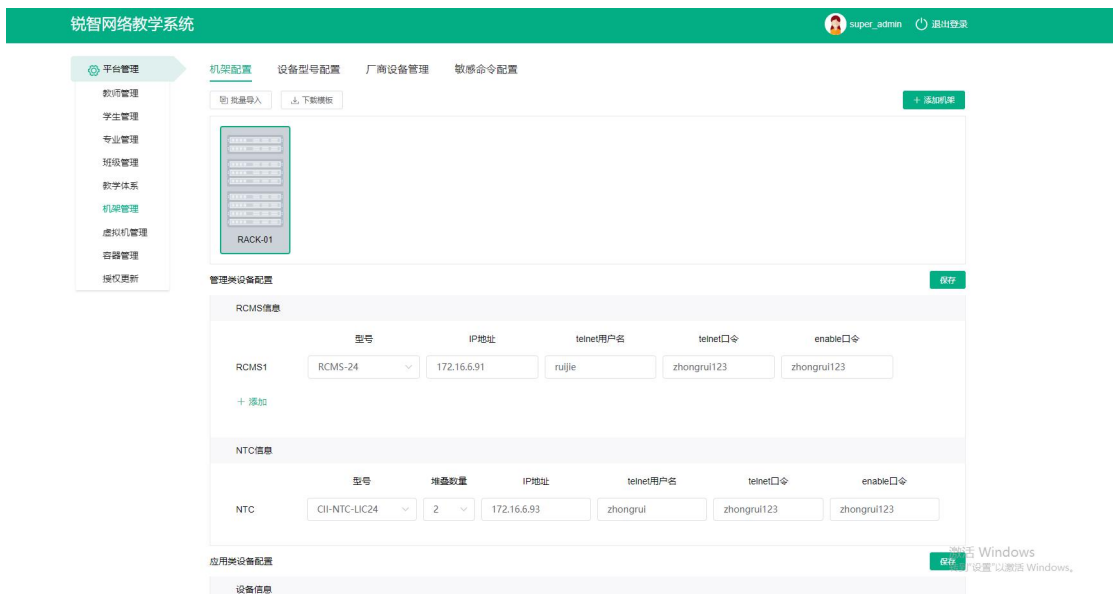 锐智网络教学系统
super_admin 退出登录
平台管理
教师管理
学生管理
专业管理
班级管理
教学体系
机架管理
虚拟机管理
容器管理
授权更新
机架配置 设备型号配置 厂商设备管理 敏感命令配置
批量导入 下载模板 + 添加机架
RACK-01
管理类设备配置 保存
RCMS信息
型号 IP地址 telnet用户名 telnet口令 enable口令
RCMS1 RCMS-24 172.16.6.91 ruijie zhongrui123 zhongrui123
+ 添加
NTC信息
型号 堆叠数量 IP地址 telnet用户名 telnet口令 enable口令
NTC CII-NTC-LIC24 2 172.16.6.93 zhongrui zhongrui123 zhongrui123
应用类设备配置 保存
激活 Windows
"设置"以激活 Windows。
设备信息